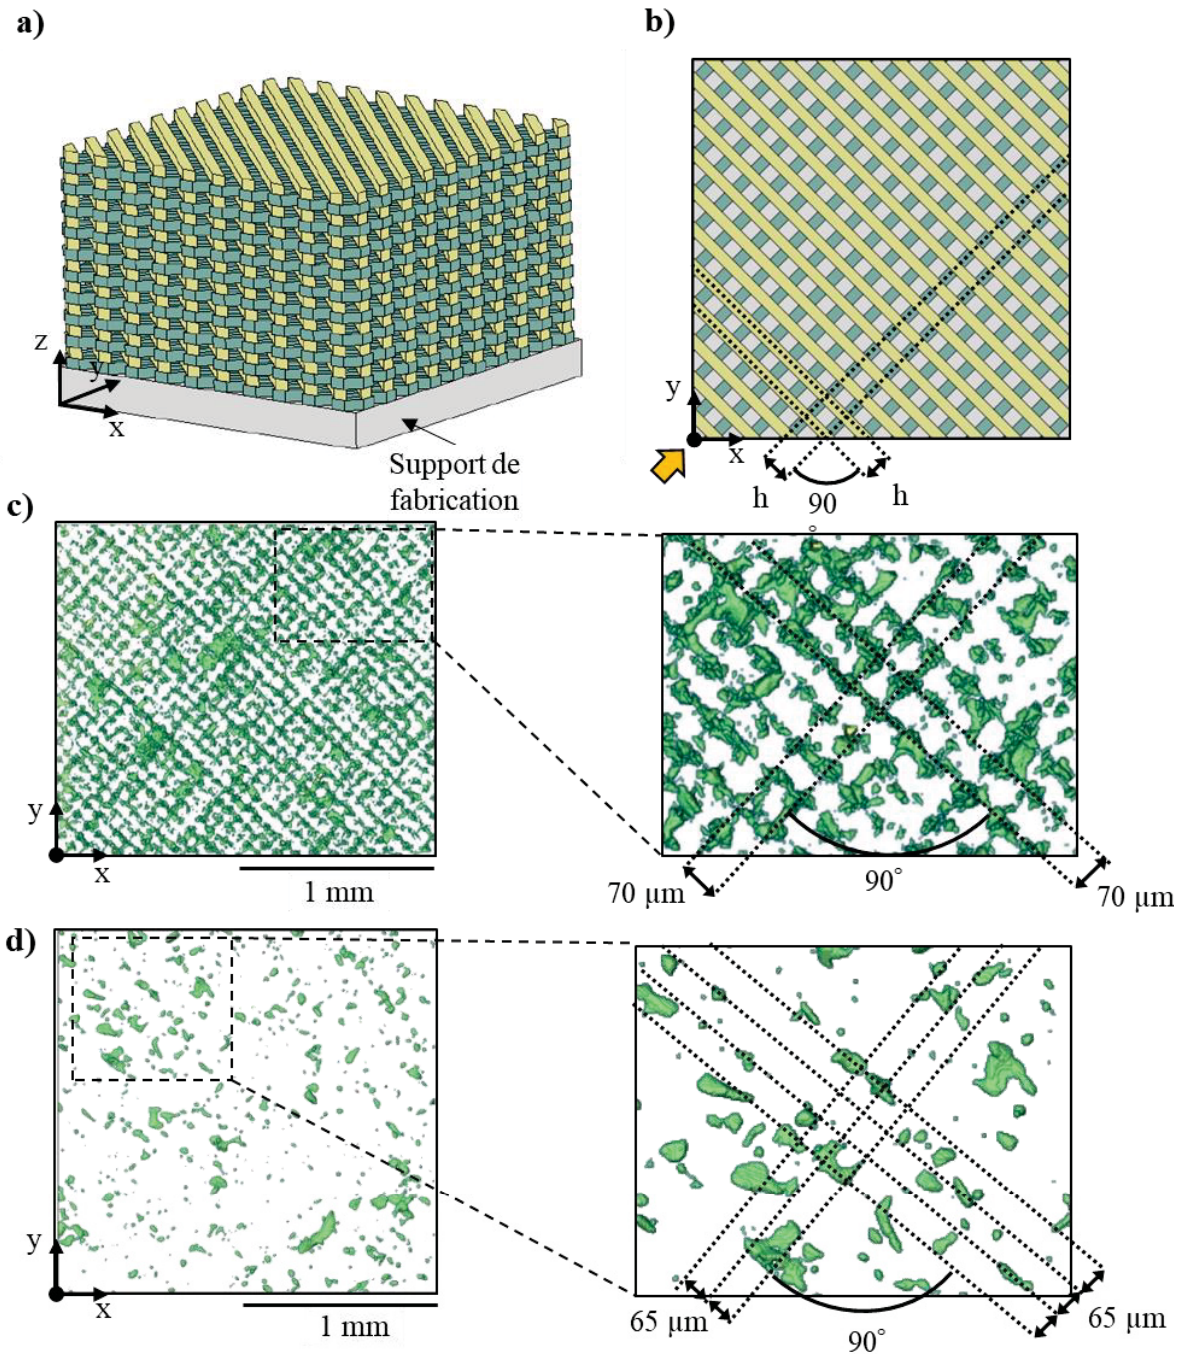 a)
z
y
x
Support de
fabrication
b)
y
x
h
90
°
h
c)
y
x
1 mm
70 µm
90°
70 µm
d)
y
x
1 mm
65 µm
90°
65 µm